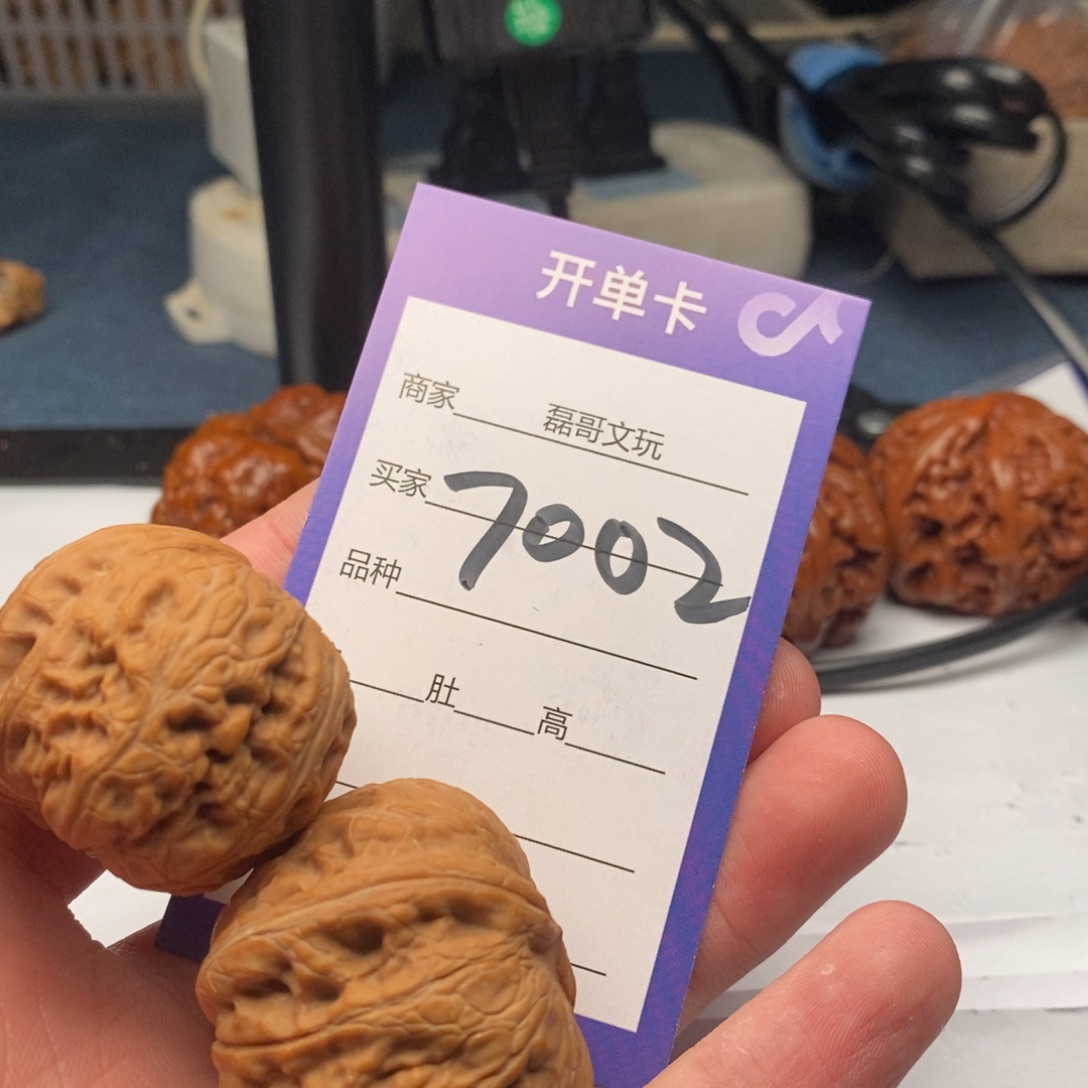 开单卡
商家 磊哥文玩
买家 7002
品种
肚 高